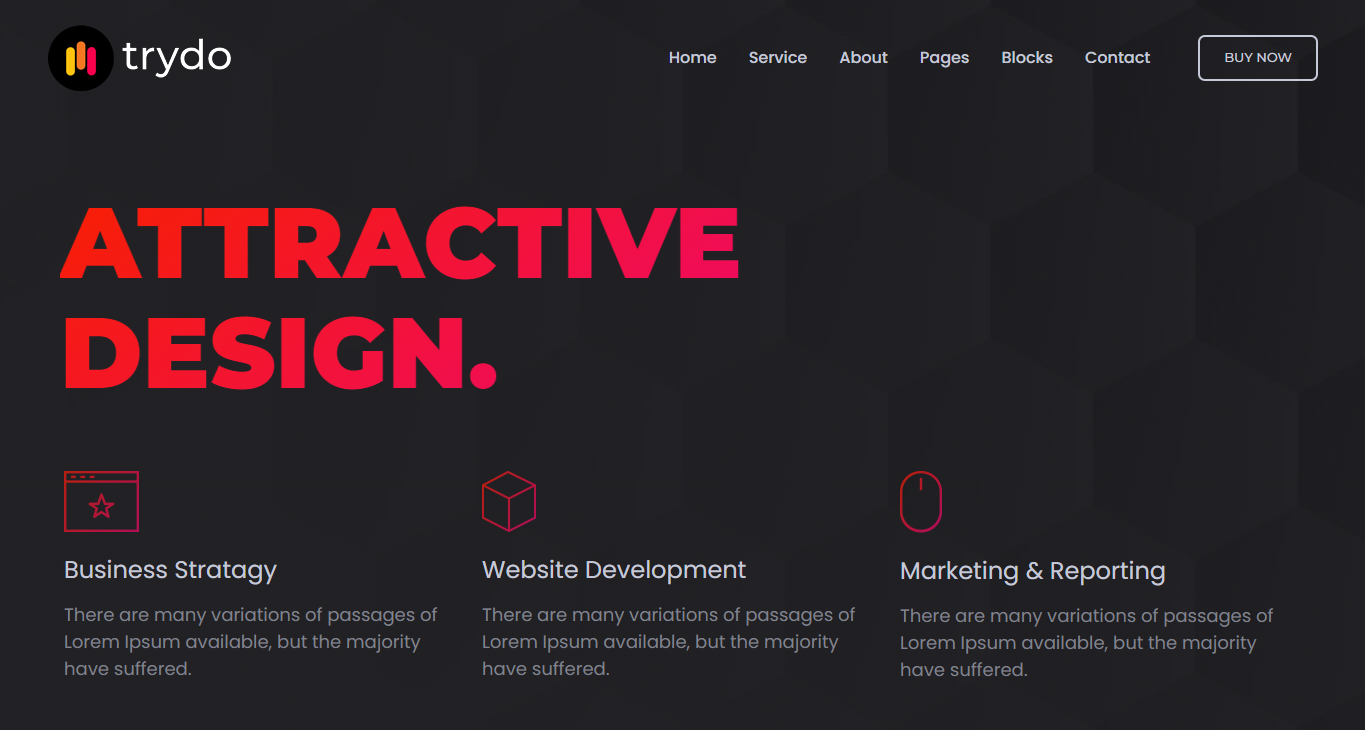 trydo
Home Service About Pages Blocks Contact BUY NOW
ATTRACTIVE
DESIGN.
Business Stratagy
There are many variations of passages of
Lorem Ipsum available, but the majority
have suffered.
Website Development
There are many variations of passages of
Lorem Ipsum available, but the majority
have suffered.
Marketing & Reporting
There are many variations of passages of
Lorem Ipsum available, but the majority
have suffered.